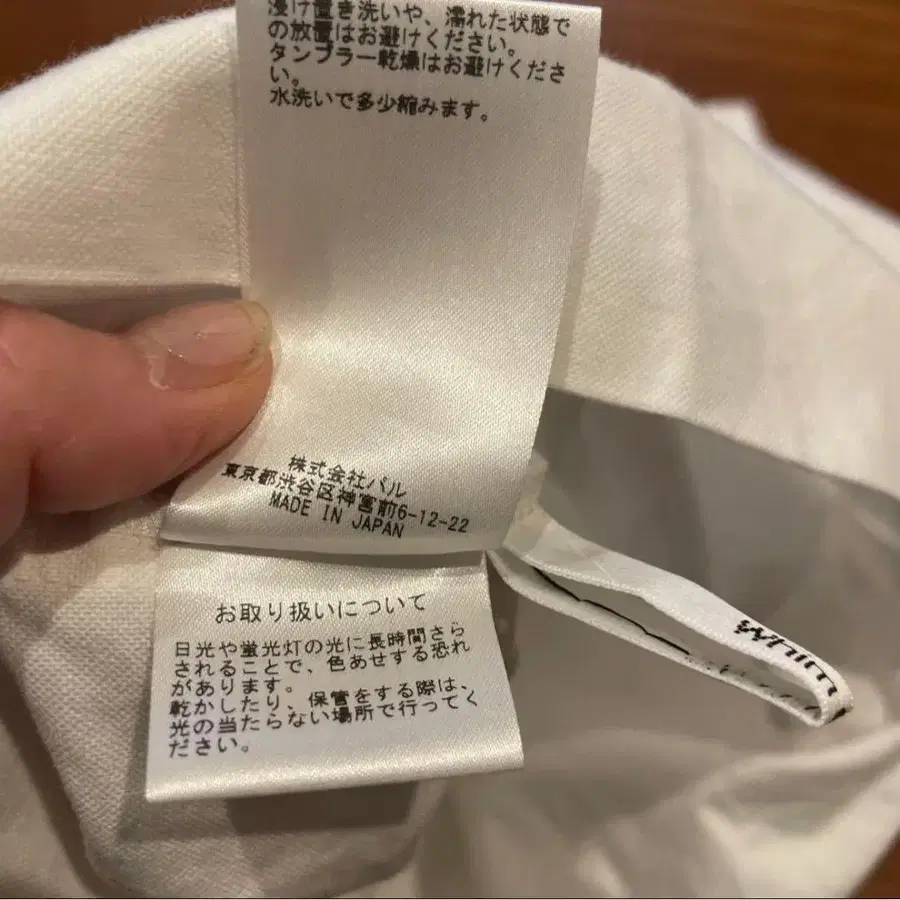 浸け置き洗いや、濡れた状態で
の放置はお避けください。
タンブラー乾燥はお避けくださ
い。
水洗いで多少縮みます。
株式会社パル
東京都渋谷区神宮前6-12-22
MADE IN JAPAN
お取り扱いについて
日光や蛍光灯の光に長時間さら
されることで、色あせする恐れ
があります。
乾かしたり、保管をする際は、
光の当たらない場所で行ってく
ださい。